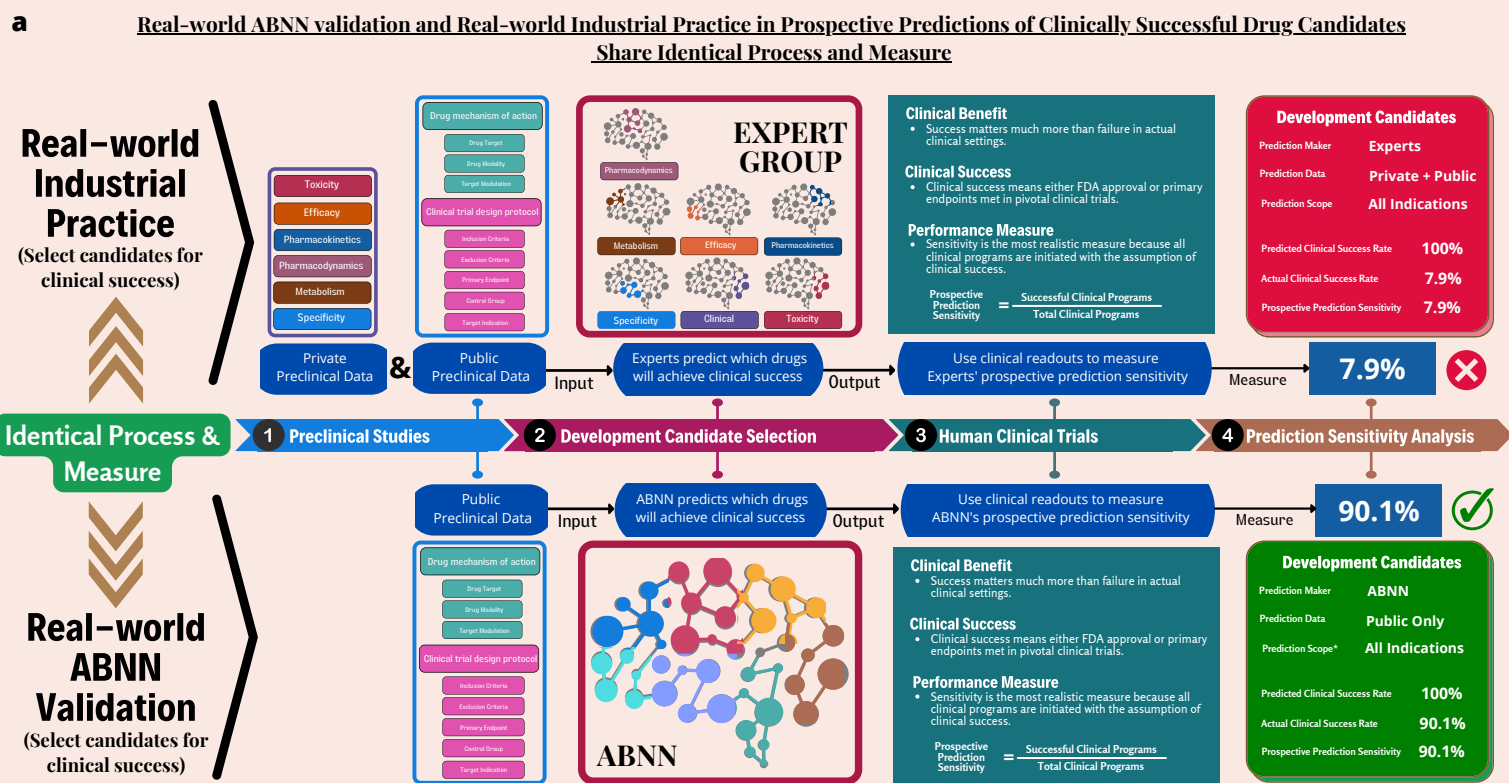 a
Real-world ABNN validation and Real-world Industrial Practice in Prospective Predictions of Clinically Successful Drug Candidates
Share Identical Process and Measure
Real-world
Industrial
Practice
(Select candidates for
clinical success)
Toxicity
Efficacy
Pharmacokinetics
Pharmacodynamics
Metabolism
Specificity
Drug mechanism of action
Drug Target
Drug Modality
Target Modulation
Clinical trial design protocol
Inclusion Criteria
Exclusion Criteria
Primary Endpoint
Control Group
Target Indication
EXPERT
GROUP
Pharmacodynamics
Metabolism
Efficacy
Pharmacokinetics
Specificity
Clinical
Toxicity
Clinical Benefit
• Success matters much more than failure in actual
clinical settings.
Clinical Success
• Clinical success means either FDA approval or primary
endpoints met in pivotal clinical trials.
Performance Measure
• Sensitivity is the most realistic measure because all
clinical programs are initiated with the assumption of
clinical success.
Prospective
Prediction
Sensitivity
=
Successful Clinical Programs
Total Clinical Programs
Development Candidates
Prediction Maker Experts
Prediction Data Private + Public
Prediction Scope All Indications
Predicted Clinical Success Rate 100%
Actual Clinical Success Rate 7.9%
Prospective Prediction Sensitivity 7.9%
Private
Preclinical Data
&
Public
Preclinical Data
Input
Experts predict which drugs
will achieve clinical success
Output
Use clinical readouts to measure
Experts' prospective prediction sensitivity
Measure
7.9%
Identical Process &
Measure
1 Preclinical Studies
2 Development Candidate Selection
3 Human Clinical Trials
4 Prediction Sensitivity Analysis
Public
Preclinical Data
Input
ABNN predicts which drugs
will achieve clinical success
Output
Use clinical readouts to measure
ABNN's prospective prediction sensitivity
Measure
90.1%
Real-world
ABNN
Validation
(Select candidates for
clinical success)
Drug mechanism of action
Drug Target
Drug Modality
Target Modulation
Clinical trial design protocol
Inclusion Criteria
Exclusion Criteria
Primary Endpoint
Control Group
Target Indication
ABNN
Clinical Benefit
• Success matters much more than failure in actual
clinical settings.
Clinical Success
• Clinical success means either FDA approval or primary
endpoints met in pivotal clinical trials.
Performance Measure
• Sensitivity is the most realistic measure because all
clinical programs are initiated with the assumption of
clinical success.
Prospective
Prediction
Sensitivity
=
Successful Clinical Programs
Total Clinical Programs
Development Candidates
Prediction Maker ABNN
Prediction Data Public Only
Prediction Scope* All Indications
Predicted Clinical Success Rate 100%
Actual Clinical Success Rate 90.1%
Prospective Prediction Sensitivity 90.1%